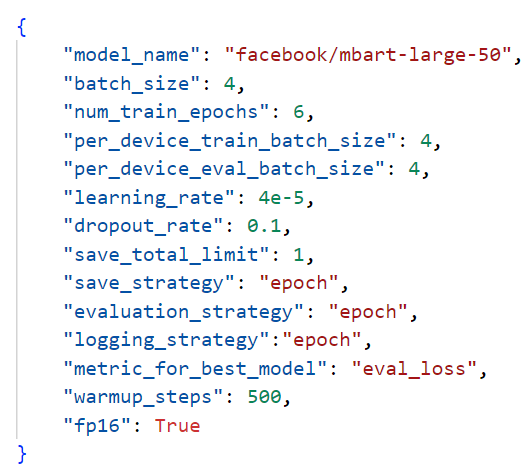 {
"model_name": "facebook/mbart-large-50",
"batch_size": 4,
"num_train_epochs": 6,
"per_device_train_batch_size": 4,
"per_device_eval_batch_size": 4,
"learning_rate": 4e-5,
"dropout_rate": 0.1,
"save_total_limit": 1,
"save_strategy": "epoch",
"evaluation_strategy": "epoch",
"logging_strategy":"epoch",
"metric_for_best_model": "eval_loss",
"warmup_steps": 500,
"fp16": True
}